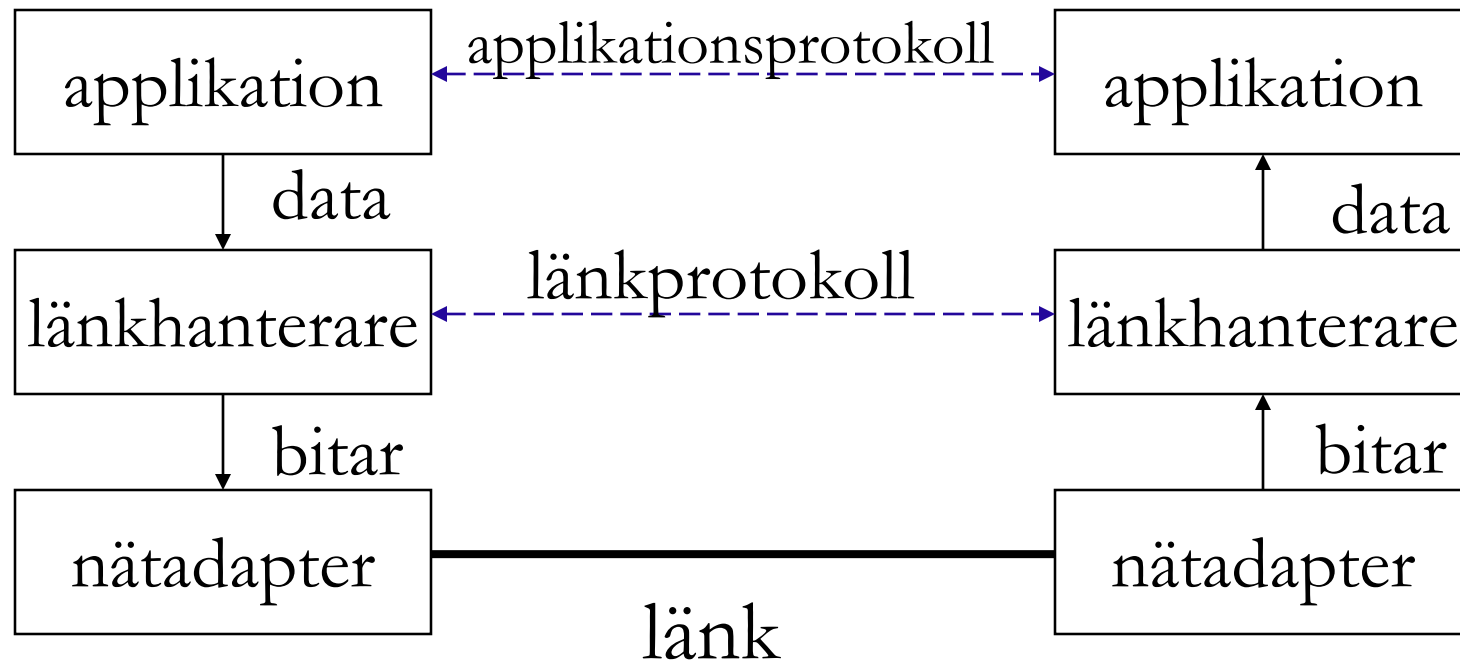 applikation
applikationsprotokoll
applikation
data
data
länkhanterare
länkprotokoll
länkhanterare
bitar
bitar
nätadapter
nätadapter
länk